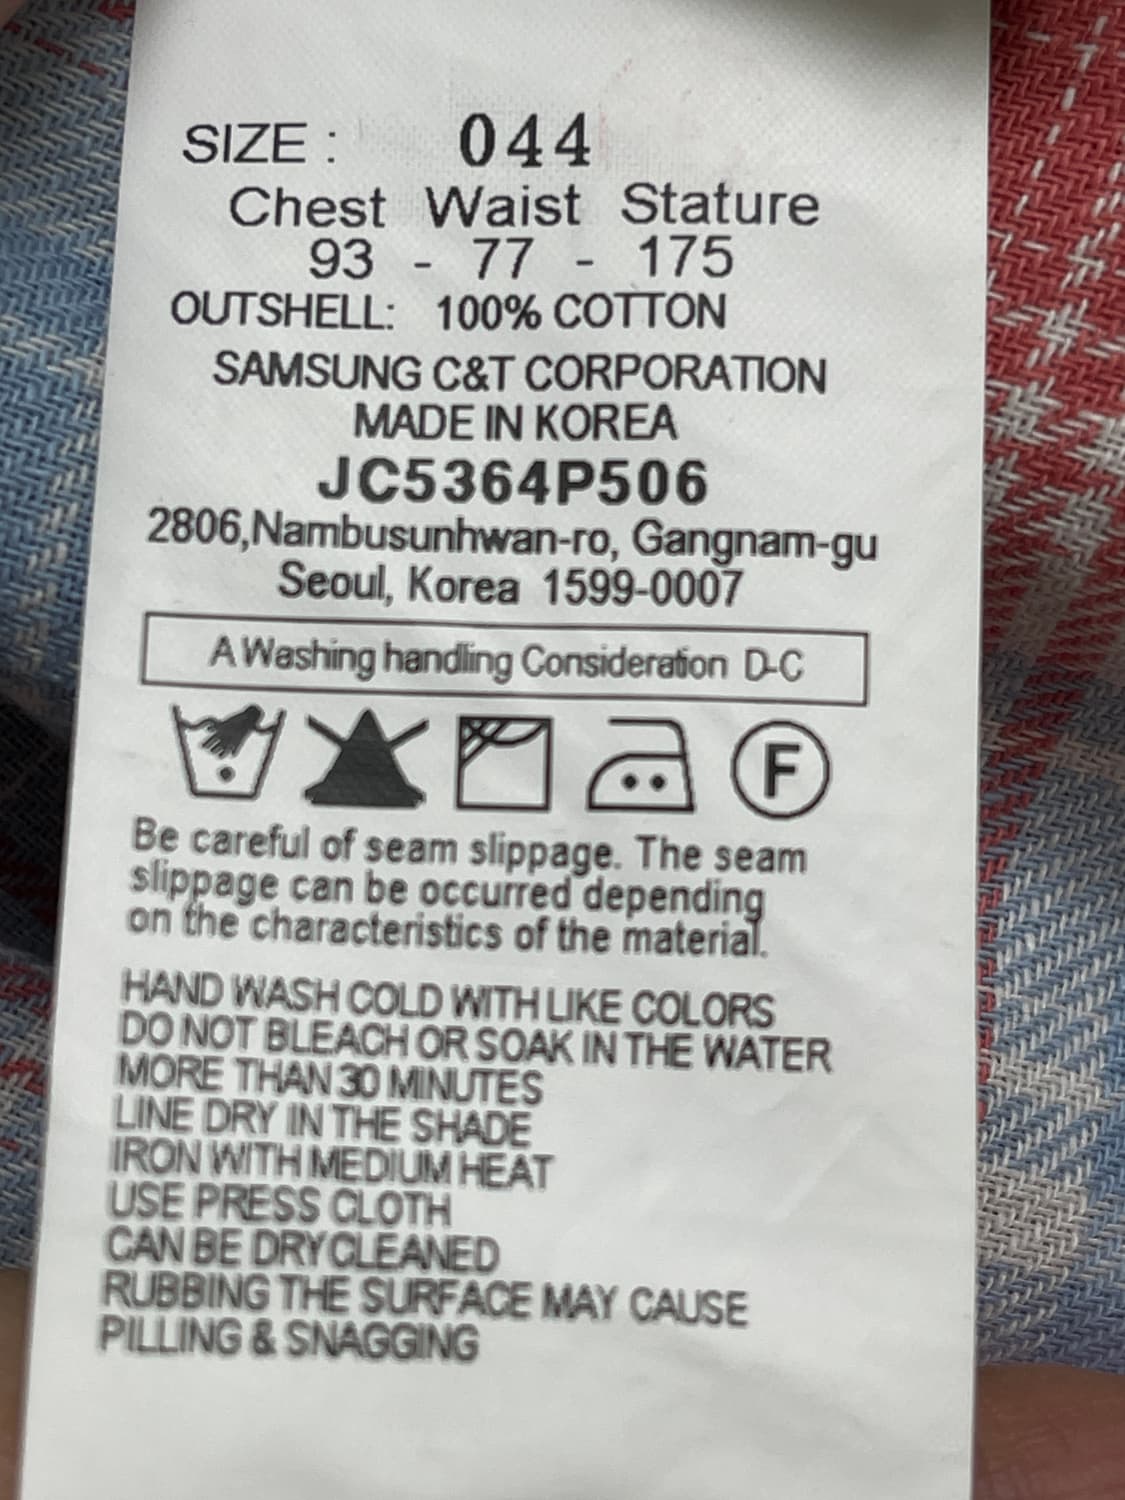 SIZE : 044
Chest Waist Stature
93 - 77 - 175
OUTSHELL: 100% COTTON
SAMSUNG C&T CORPORATION
MADE IN KOREA
JC5364P506
2806,Nambusunhwan-ro, Gangnam-gu
Seoul, Korea 1599-0007
A Washing handling Consideration D-C
F
Be careful of seam slippage. The seam
slippage can be occurred depending
on the characteristics of the material.
HAND WASH COLD WITH LIKE COLORS
DO NOT BLEACH OR SOAK IN THE WATER
MORE THAN 30 MINUTES
LINE DRY IN THE SHADE
IRON WITH MEDIUM HEAT
USE PRESS CLOTH
CAN BE DRY CLEANED
RUBBING THE SURFACE MAY CAUSE
PILLING & SNAGGING